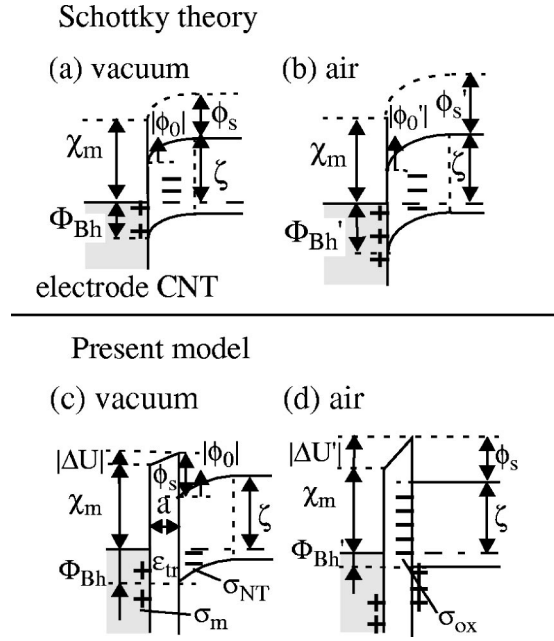 Schottky theory
(a) vacuum
(b) air
χm
|ϕ0|
ϕs
ζ
ΦBh
electrode CNT
χm
|ϕ0'|
ϕs'
ζ
ΦBh'
Present model
(c) vacuum
(d) air
|ΔU|
χm
ϕs
|ϕ0|
a
ζ
ΦBh
εtr
σNT
σm
|ΔU'|
χm
ϕs
ζ
ΦBh'
σox